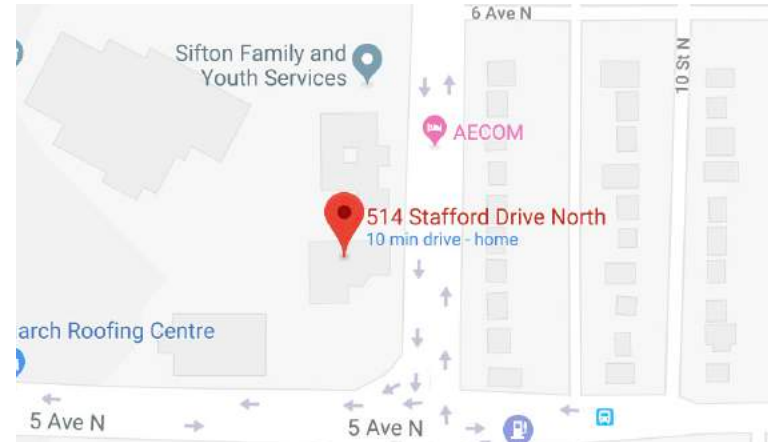 6 Ave N
Sifton Family and
Youth Services
10 St N
AECOM
514 Stafford Drive North
10 min drive - home
arch Roofing Centre
5 Ave N
5 Ave N